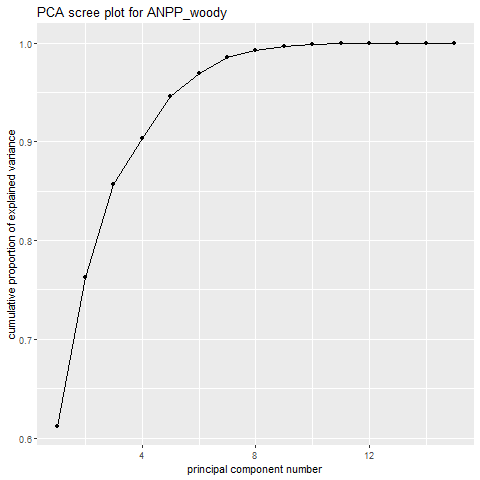 PCA scree plot for ANPP_woody
cumulative proportion of explained variance
1.0
0.9
0.8
0.7
0.6
4
8
12
principal component number